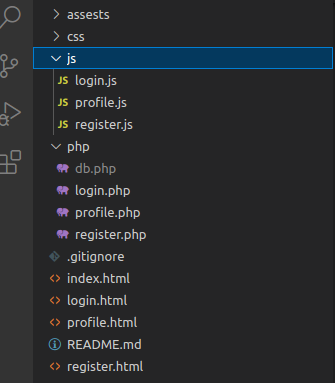 assests
css
js
JS login.js
JS profile.js
JS register.js
php
db.php
login.php
profile.php
register.php
.gitignore
index.html
login.html
profile.html
README.md
register.html